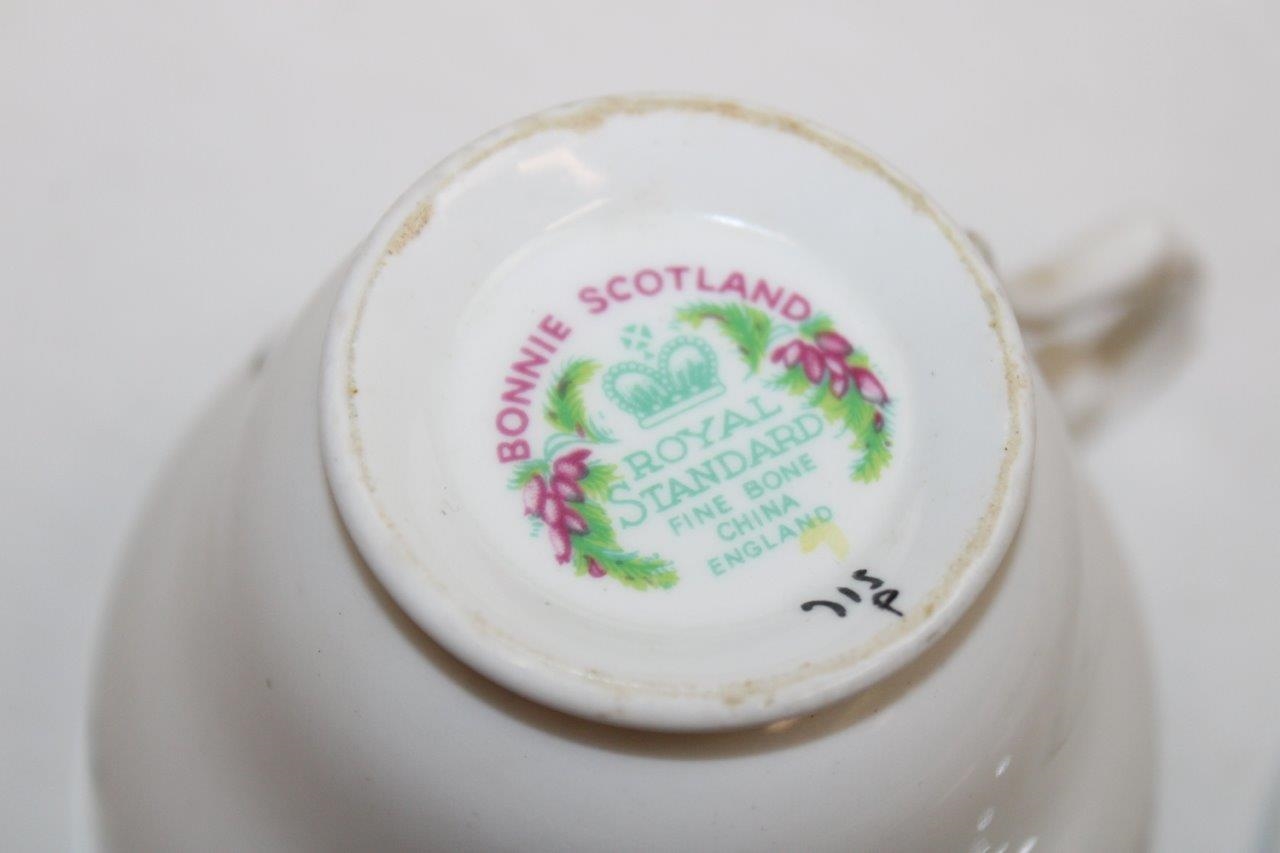 BONNIE SCOTLAND
ROYAL
STANDARD
FINE BONE
CHINA
ENGLAND